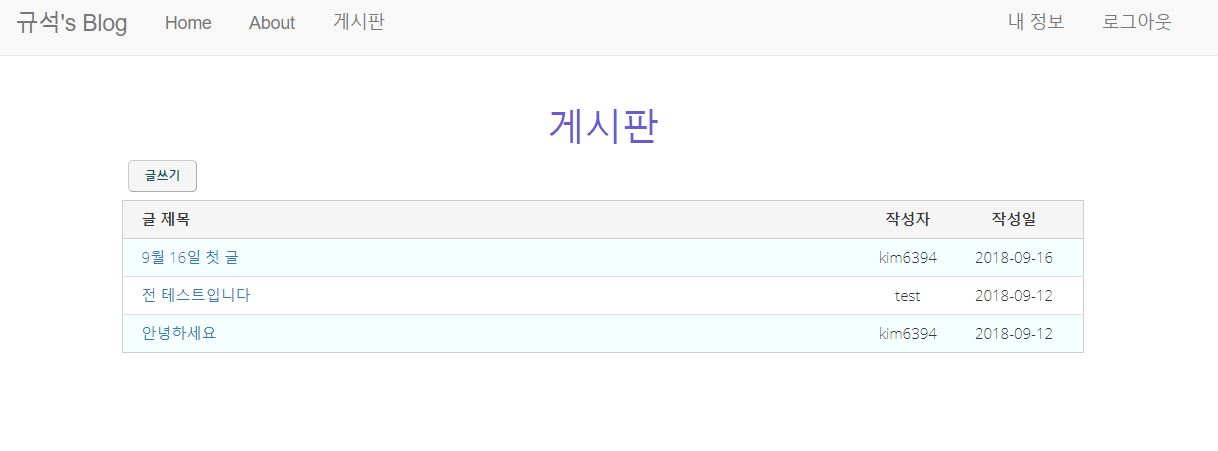 규석's Blog Home About 게시판 내 정보 로그아웃
게시판
글쓰기
글 제목 작성자 작성일
9월 16일 첫 글 kim6394 2018-09-16
전 테스트입니다 test 2018-09-12
안녕하세요 kim6394 2018-09-12